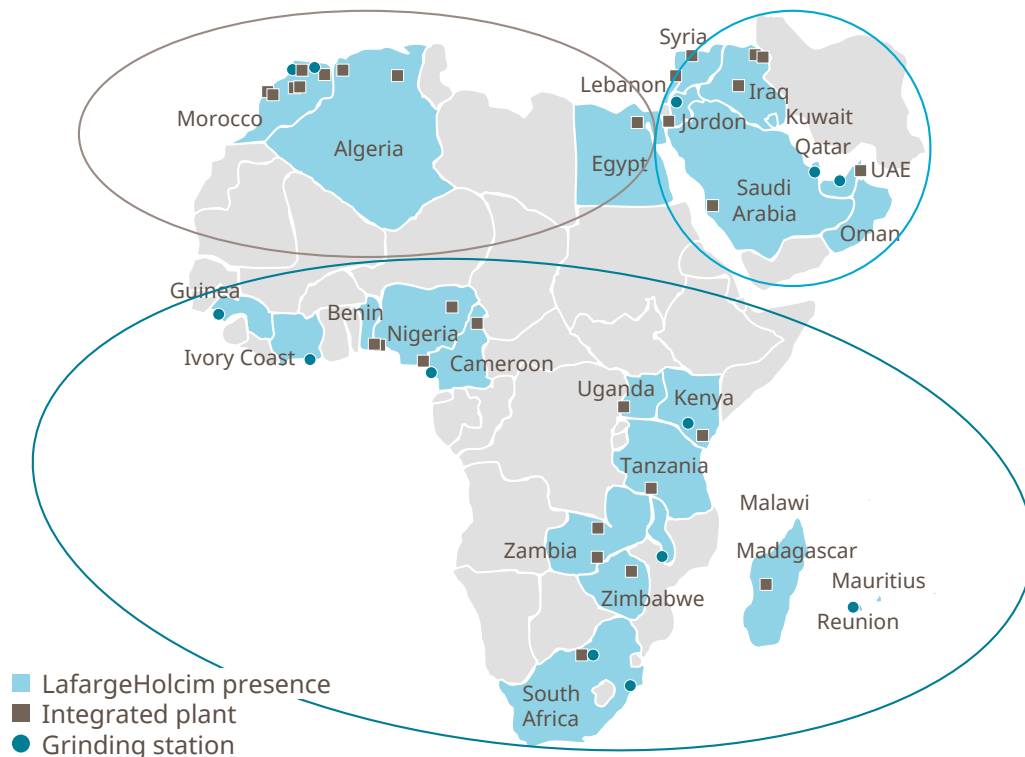 Syria
Lebanon
Iraq
Morocco
Jordon
Kuwait
Algeria
Qatar
Egypt
UAE
Saudi
Arabia
Oman
Guinea
Benin
Nigeria
Ivory Coast
Cameroon
Uganda
Kenya
Tanzania
Malawi
Zambia
Madagascar
Mauritius
Zimbabwe
Reunion
South
Africa
LafargeHolcim presence
Integrated plant
Grinding station